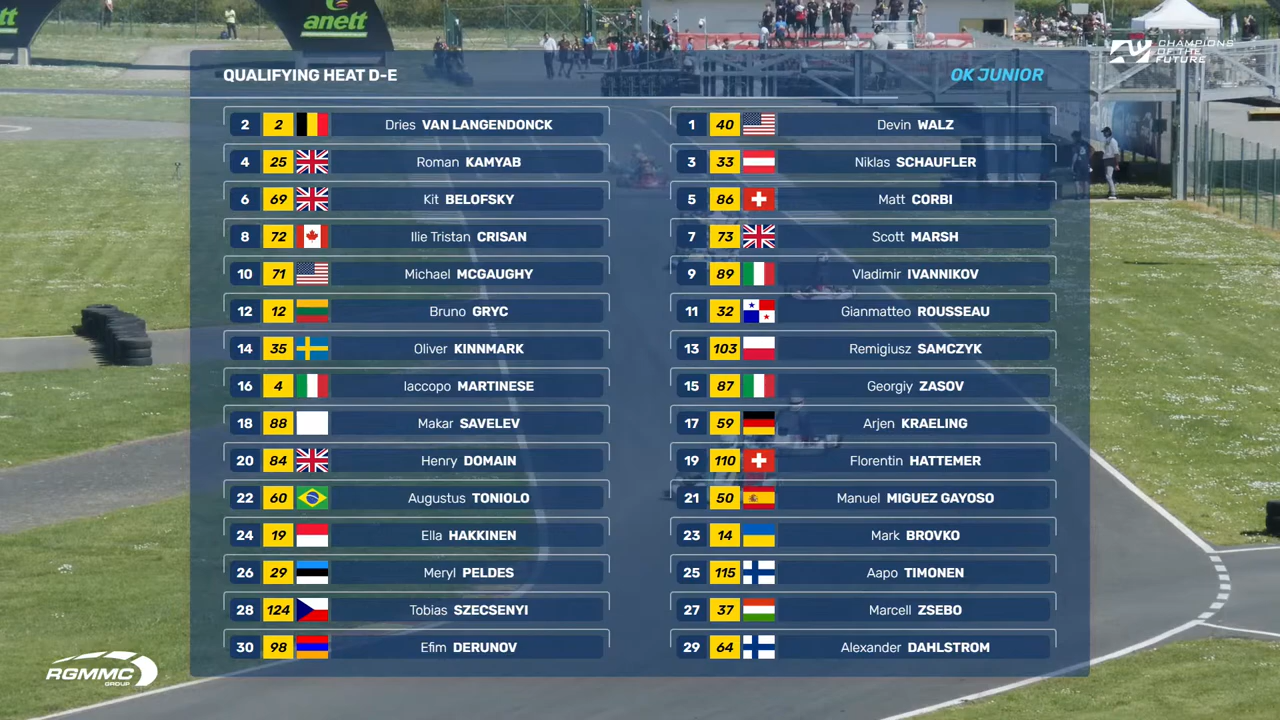 anett
CHAMPIONS
OF THE
FUTURE
QUALIFYING HEAT D-E
OK JUNIOR
2 2 Dries VAN LANGENDONCK
1 40 Devin WALZ
4 25 Roman KAMYAB
3 33 Niklas SCHAUFLER
6 69 Kit BELOFSKY
5 86 Matt CORBI
8 72 Ilie Tristan CRISAN
7 73 Scott MARSH
10 71 Michael MCGAUGHY
9 89 Vladimir IVANNIKOV
12 12 Bruno GRYC
11 32 Gianmatteo ROUSSEAU
14 35 Oliver KINNMARK
13 103 Remigiusz SAMCZYK
16 4 Iaccopo MARTINESE
15 87 Georgiy ZASOV
18 88 Makar SAVELEV
17 59 Arjen KRAELING
20 84 Henry DOMAIN
19 110 Florentin HATTEMER
22 60 Augustus TONIOLO
21 50 Manuel MIGUEZ GAYOSO
24 19 Ella HAKKINEN
23 14 Mark BROVKO
26 29 Meryl PELDES
25 115 Aapo TIMONEN
28 124 Tobias SZECSENYI
27 37 Marcell ZSEBO
30 98 Efim DERUNOV
29 64 Alexander DAHLSTROM
RGMMC
GROUP